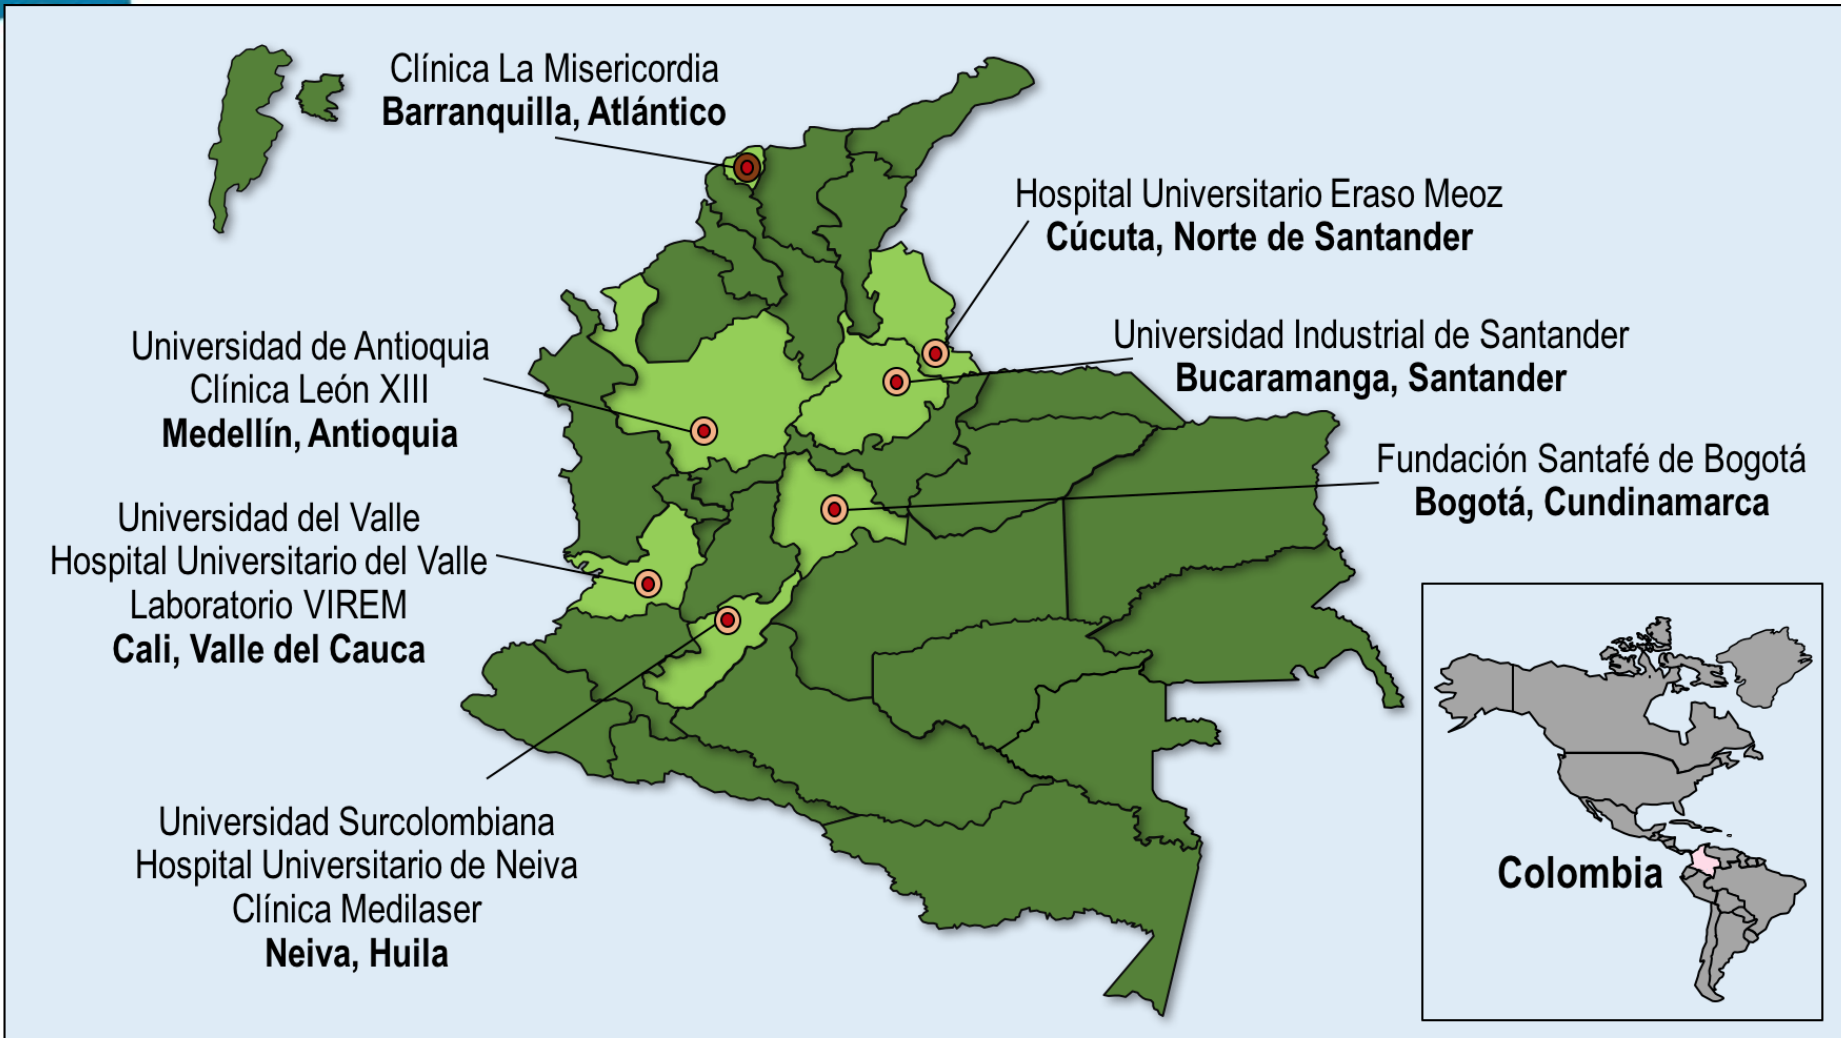 Clínica La Misericordia
Barranquilla, Atlántico
Hospital Universitario Eraso Meoz
Cúcuta, Norte de Santander
Universidad Industrial de Santander
Bucaramanga, Santander
Universidad de Antioquia
Clínica León XIII
Medellín, Antioquia
Fundación Santafé de Bogotá
Bogotá, Cundinamarca
Universidad del Valle
Hospital Universitario del Valle
Laboratorio VIREM
Cali, Valle del Cauca
Universidad Surcolombiana
Hospital Universitario de Neiva
Clínica Medilaser
Neiva, Huila
Colombia